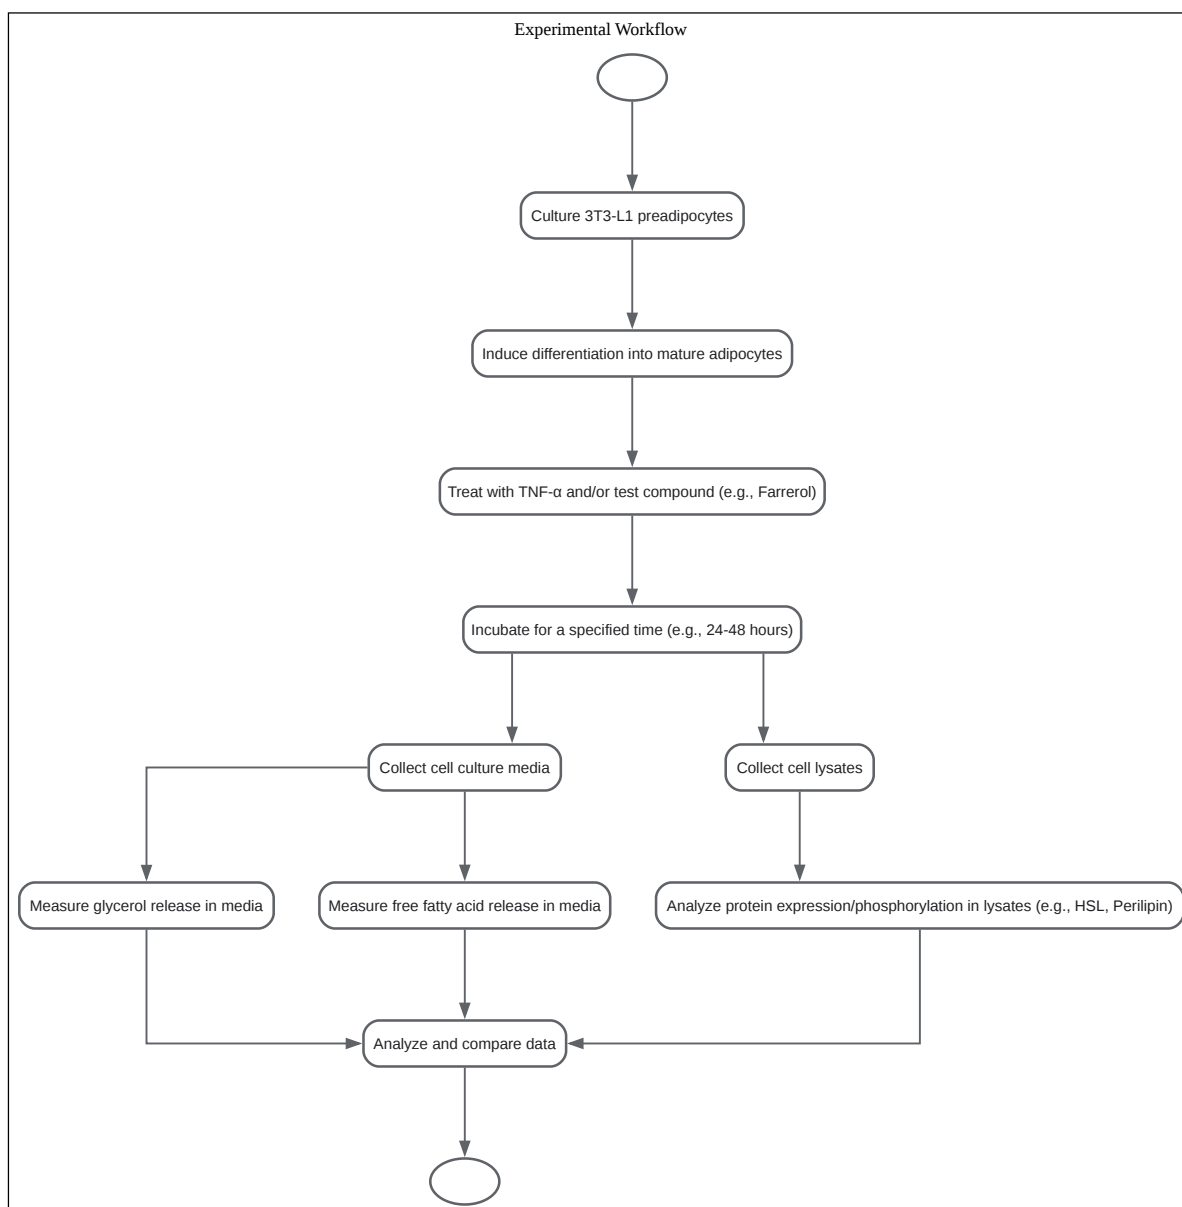 Experimental Workflow
Culture 3T3-L1 preadipocytes
Induce differentiation into mature adipocytes
Treat with TNF-α and/or test compound (e.g., Farrerol)
Incubate for a specified time (e.g., 24-48 hours)
Collect cell culture media
Collect cell lysates
Measure glycerol release in media
Measure free fatty acid release in media
Analyze protein expression/phosphorylation in lysates (e.g., HSL, Perilipin)
Analyze and compare data